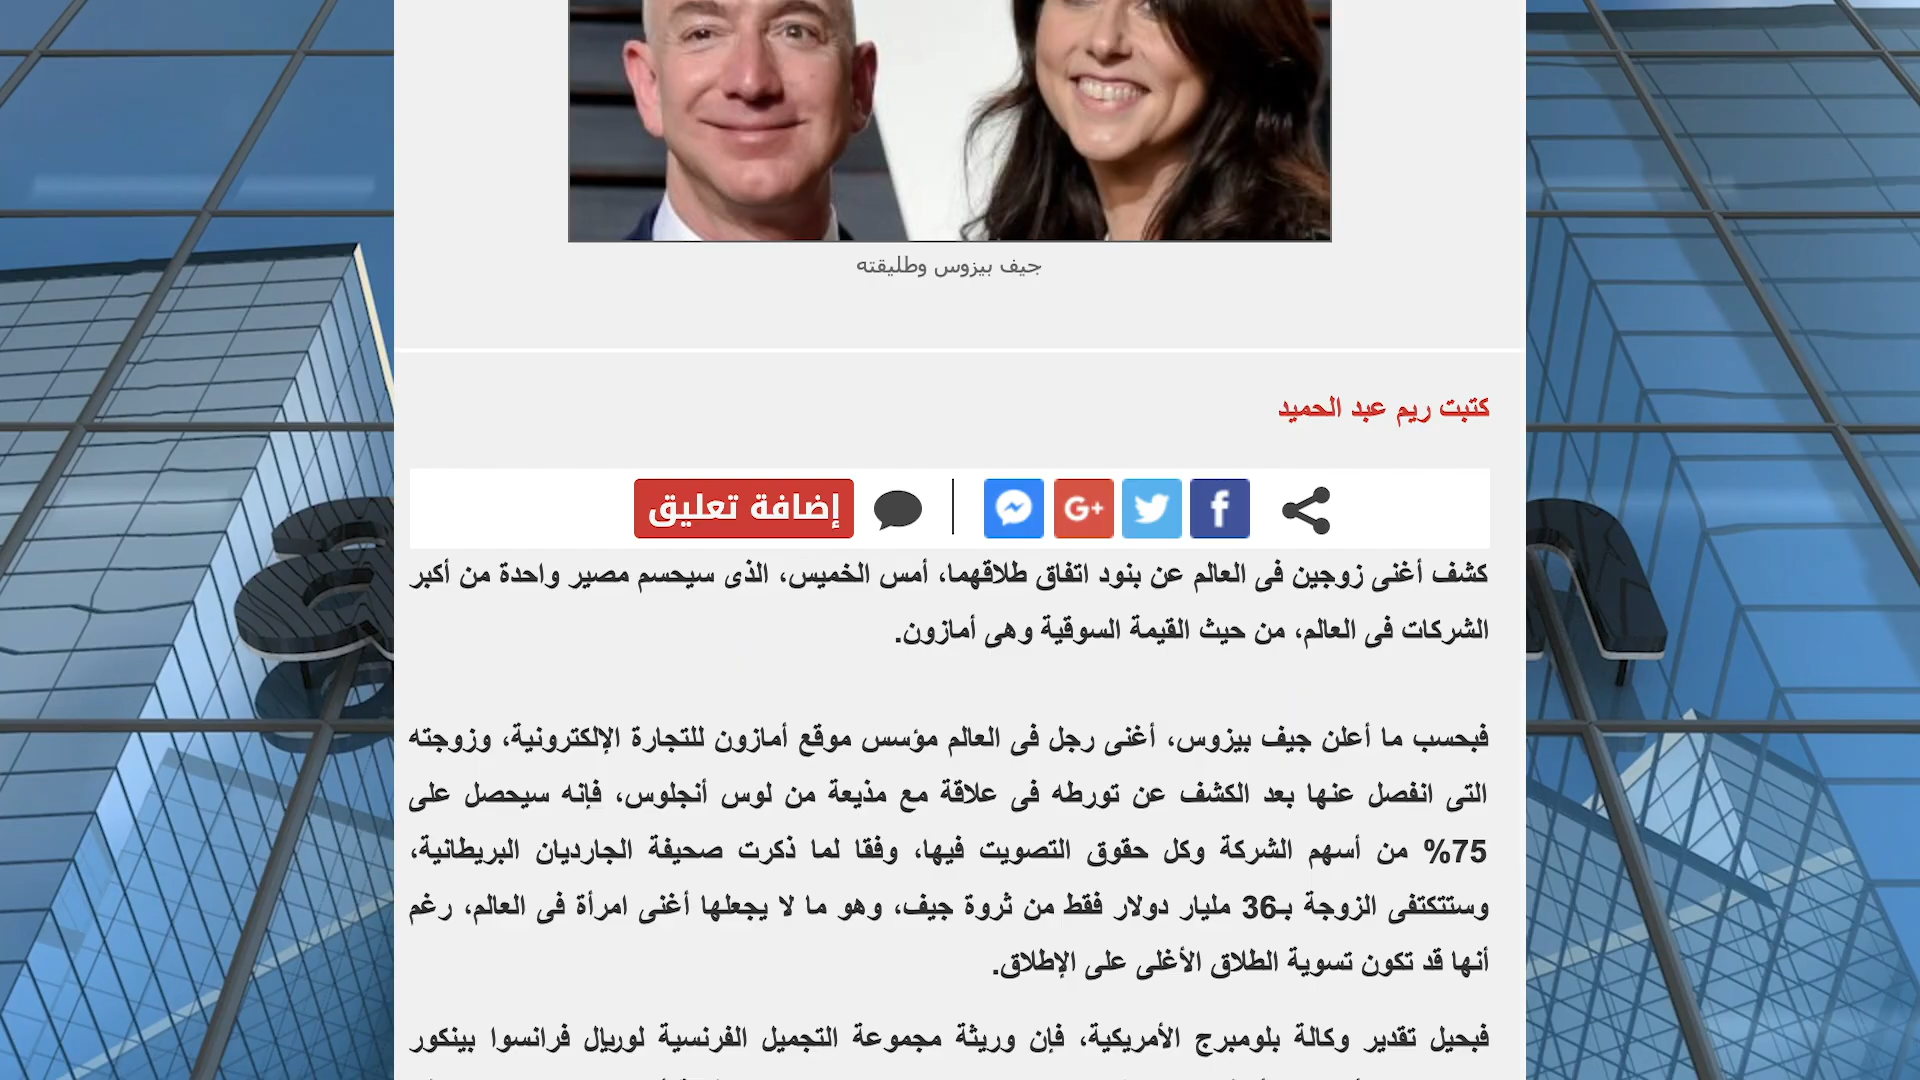 جيف بيزوس وطليقته
كتبت ريم عبد الحميد
إضافة تعليق
G+
f
كشف أغنى زوجين فى العالم عن بنود اتفاق طلاقهما، أمس الخميس، الذى سيحسم مصير واحدة من أكبر
الشركات فى العالم، من حيث القيمة السوقية وهى أمازون.
فبحسب ما أعلن جيف بيزوس، أغنى رجل فى العالم مؤسس موقع أمازون للتجارة الإلكترونية، وزوجته
التى انفصل عنها بعد الكشف عن تورطه فى علاقة مع مذيعة من لوس أنجلوس، فإنه سيحصل على
75% من أسهم الشركة وكل حقوق التصويت فيها، وفقا لما ذكرت صحيفة الجارديان البريطانية،
وستتكتفى الزوجة بـ36 مليار دولار فقط من ثروة جيف، وهو ما لا يجعلها أغنى امرأة فى العالم، رغم
أنها قد تكون تسوية الطلاق الأغلى على الإطلاق.
فبحيل تقدير وكالة بلومبرج الأمريكية، فإن وريثة مجموعة التجميل الفرنسية لوريال فرانسوا بينكور